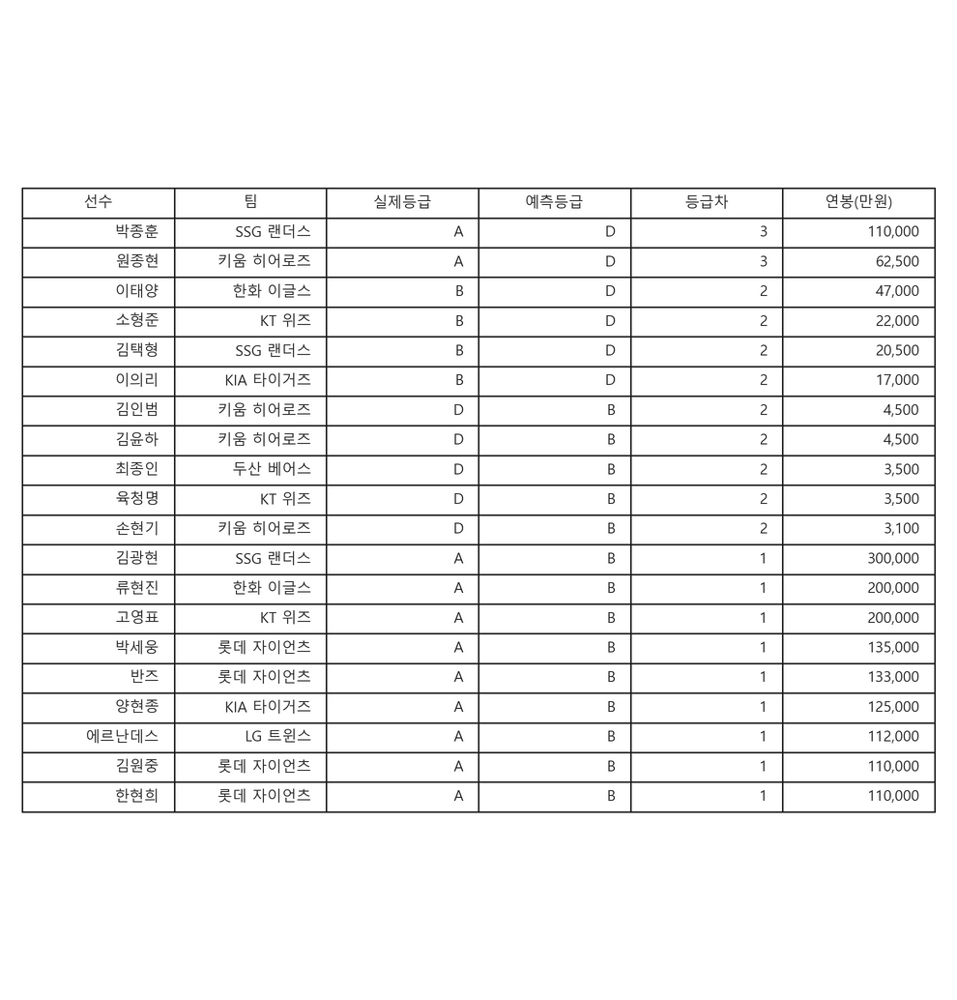 선수 팀 실제등급 예측등급 등급차 연봉(만원)
박종훈 SSG 랜더스 A D 3 110,000
원종현 키움 히어로즈 A D 3 62,500
이태양 한화 이글스 B D 2 47,000
소형준 KT 위즈 B D 2 22,000
김택형 SSG 랜더스 B D 2 20,500
이의리 KIA 타이거즈 B D 2 17,000
김인범 키움 히어로즈 D B 2 4,500
김윤하 키움 히어로즈 D B 2 4,500
최종인 두산 베어스 D B 2 3,500
육청명 KT 위즈 D B 2 3,500
손현기 키움 히어로즈 D B 2 3,100
김광현 SSG 랜더스 A B 1 300,000
류현진 한화 이글스 A B 1 200,000
고영표 KT 위즈 A B 1 200,000
박세웅 롯데 자이언츠 A B 1 135,000
반즈 롯데 자이언츠 A B 1 133,000
양현종 KIA 타이거즈 A B 1 125,000
에르난데스 LG 트윈스 A B 1 112,000
김원중 롯데 자이언츠 A B 1 110,000
한현희 롯데 자이언츠 A B 1 110,000